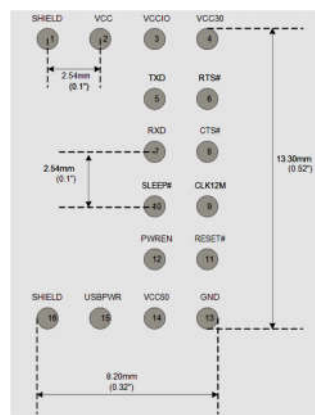 SHIELD VCC VCCIO VCC30
1 2 3 4
2.54mm
(0.1")
TXD RTS#
5 6
RXD CTS#
7 8
2.54mm
(0.1")
13.30mm
(0.52")
SLEEP# CLK12M
10 9
PWREN RESET#
12 11
SHIELD USBPWR VCC50 GND
16 15 14 13
8.20mm
(0.32")